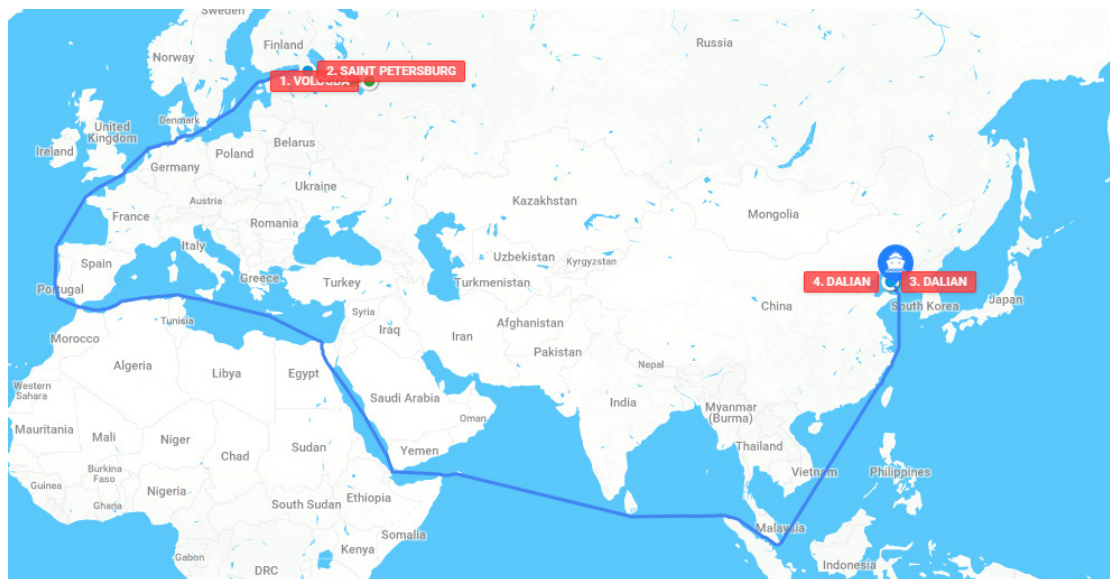 Sweden
Finland
Russia
Norway
2. SAINT PETERSBURG
1. VOLOGDA
Denmark
United
Kingdom
Ireland
Belarus
Poland
Germany
Ukraine
Kazakhstan
Austria
Mongolia
France
Romania
Italy
Uzbekistan
Kyrgyzstan
Spain
Greece
Turkey
Turkmenistan
4. DALIAN
3. DALIAN
Portugal
South Korea
Japan
China
Syria
Tunisia
Afghanistan
Iraq
Iran
Morocco
Pakistan
Algeria
Libya
Egypt
Nepal
Western
Sahara
Saudi Arabia
India
Myanmar
(Burma)
Oman
Mauritania
Mali
Niger
Sudan
Yemen
Thailand
Chad
Burkina
Faso
Vietnam
Philippines
Guinea
Nigeria
South Sudan
Ethiopia
Ghana
Malaysia
Somalia
Gabon
Kenya
Indonesia
DRC